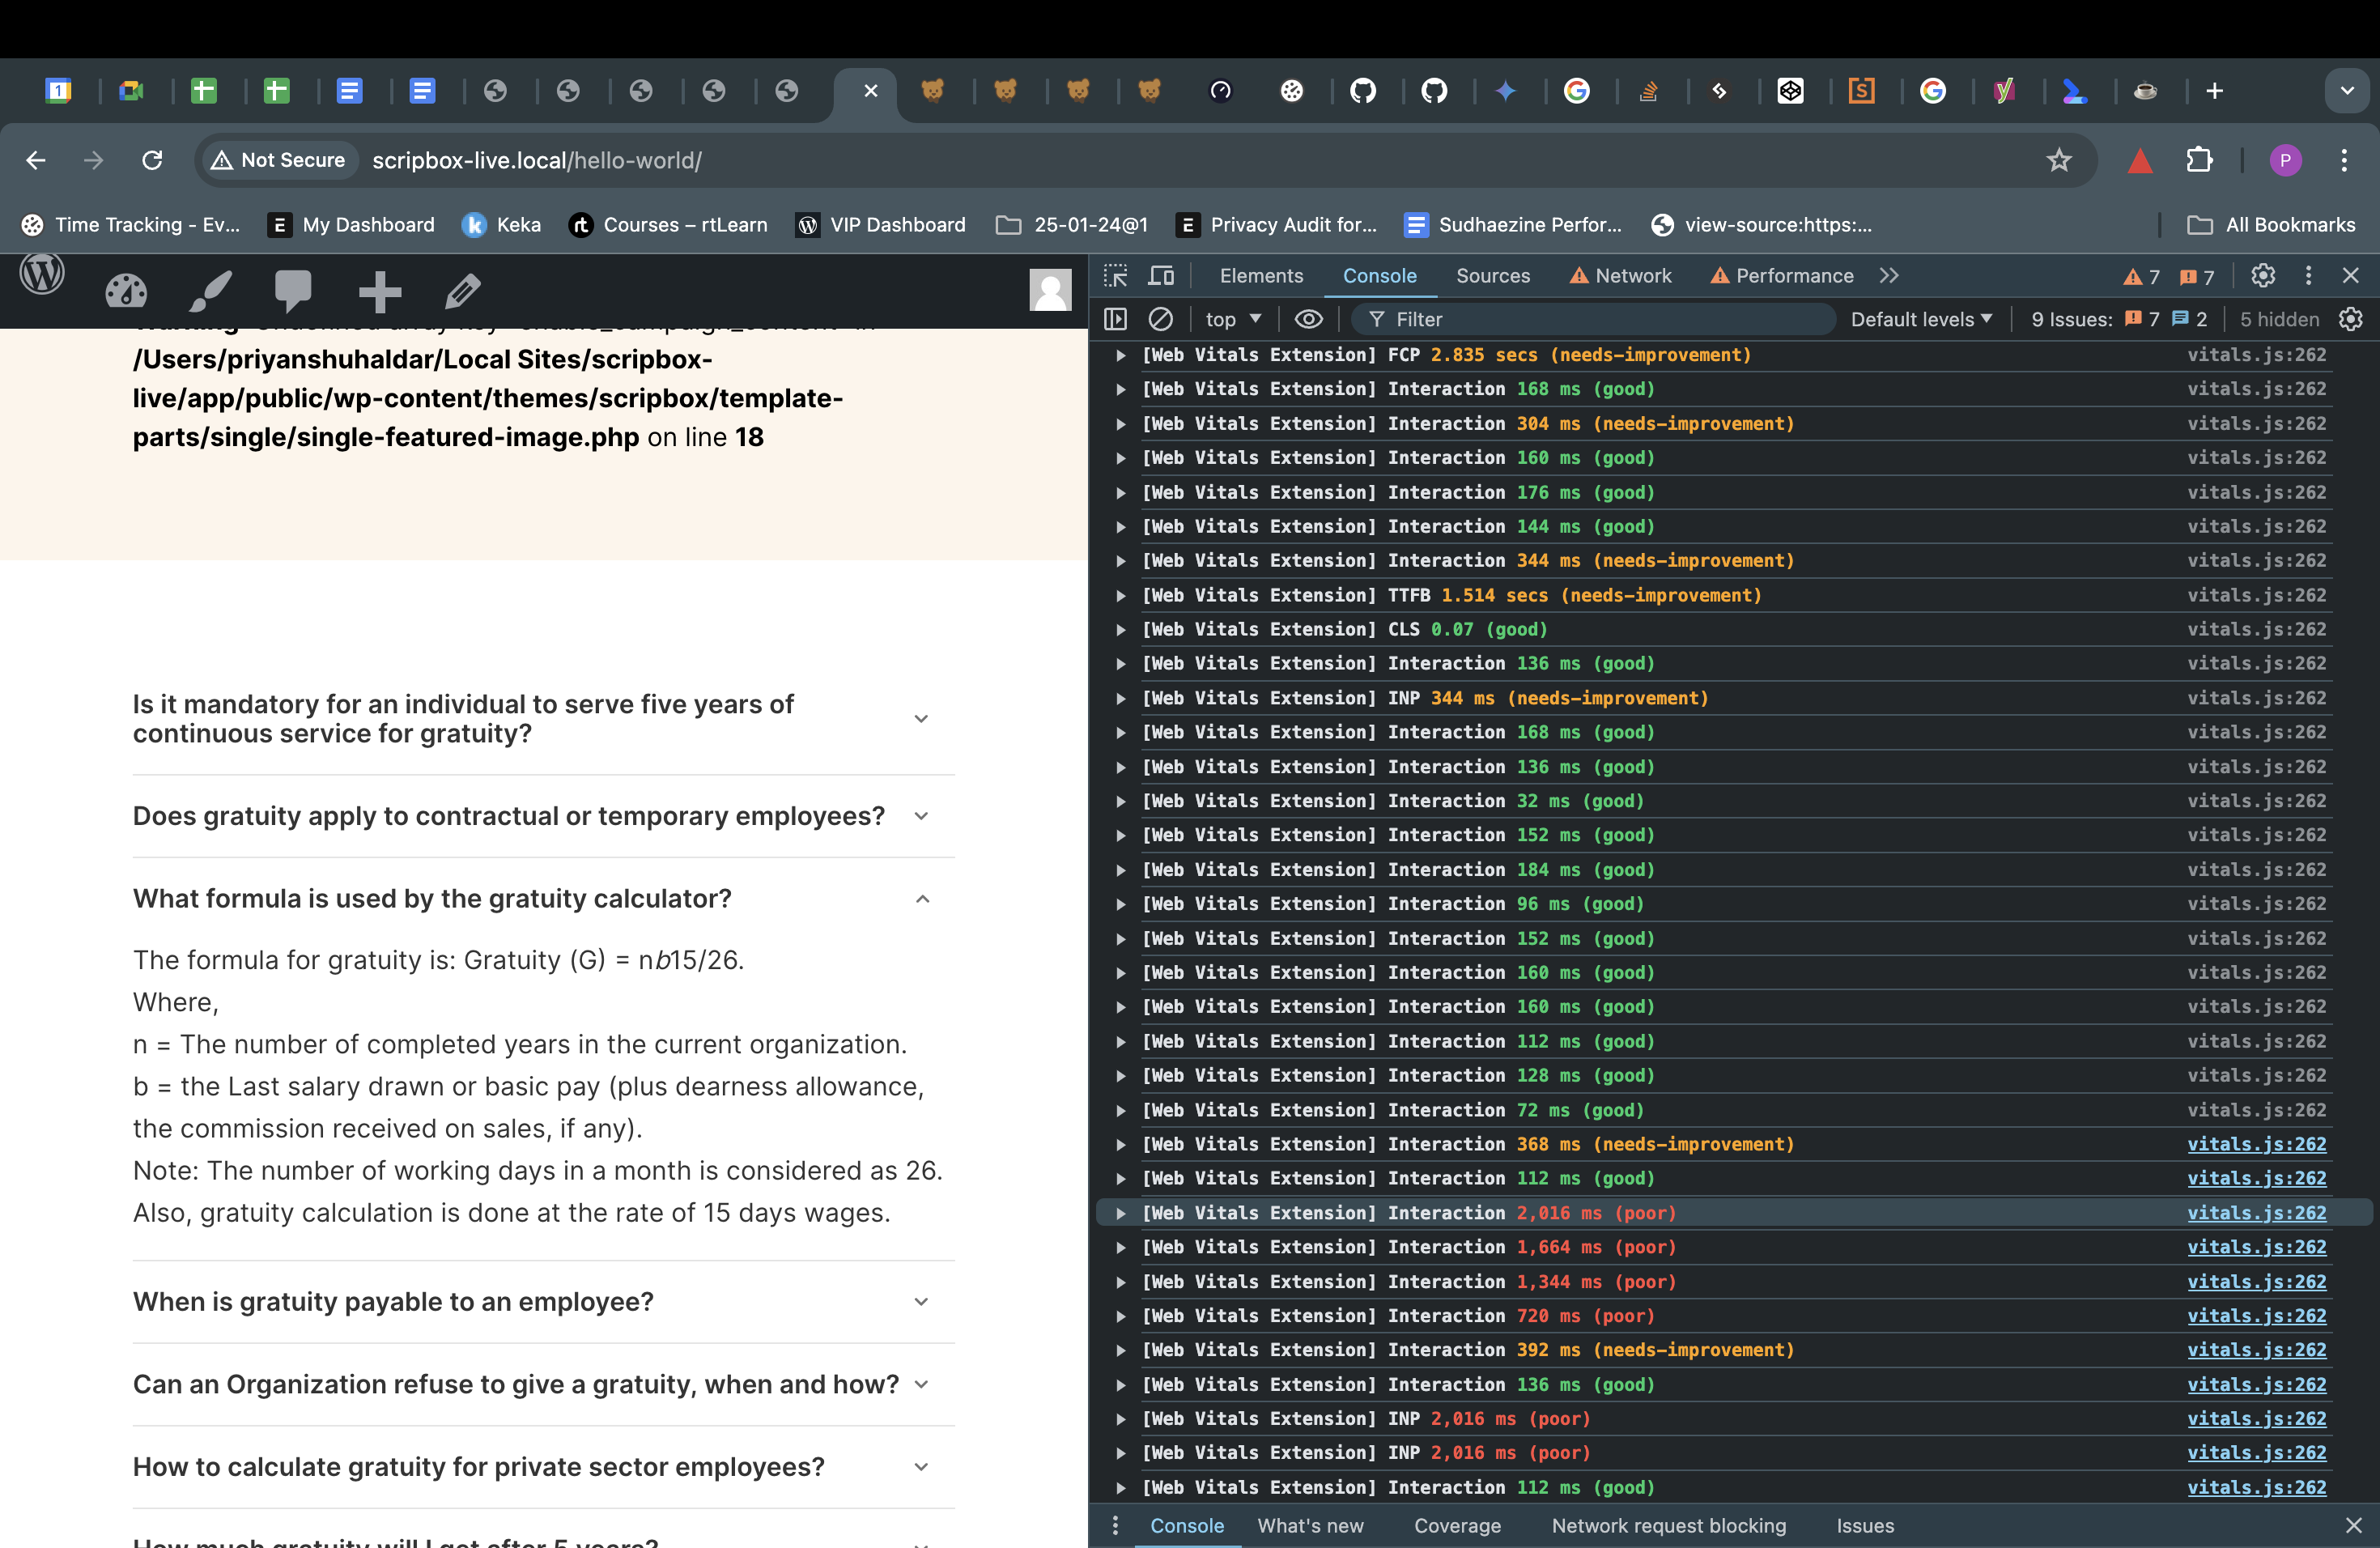 Not Secure scripbox-live.local/hello-world/
P
Time Tracking - Ev... My Dashboard Keka Courses – rtLearn VIP Dashboard 25-01-24@1 Privacy Audit for... Sudhaezine Perfor... view-source:https:... All Bookmarks
/Users/priyanshuhaldar/Local Sites/scripbox-
live/app/public/wp-content/themes/scripbox/template-
parts/single/single-featured-image.php on line 18
Is it mandatory for an individual to serve five years of
continuous service for gratuity?
Does gratuity apply to contractual or temporary employees?
What formula is used by the gratuity calculator?
The formula for gratuity is: Gratuity (G) = nb15/26.
Where,
n = The number of completed years in the current organization.
b = the Last salary drawn or basic pay (plus dearness allowance,
the commission received on sales, if any).
Note: The number of working days in a month is considered as 26.
Also, gratuity calculation is done at the rate of 15 days wages.
When is gratuity payable to an employee?
Can an Organization refuse to give a gratuity, when and how?
How to calculate gratuity for private sector employees?
How much gratuity will I get after 5 years?
Elements Console Sources Network Performance 7 7
top Filter Default levels 9 Issues: 7 2 5 hidden
[Web Vitals Extension] FCP 2.835 secs (needs-improvement) vitals.js:262
[Web Vitals Extension] Interaction 168 ms (good) vitals.js:262
[Web Vitals Extension] Interaction 304 ms (needs-improvement) vitals.js:262
[Web Vitals Extension] Interaction 160 ms (good) vitals.js:262
[Web Vitals Extension] Interaction 176 ms (good) vitals.js:262
[Web Vitals Extension] Interaction 144 ms (good) vitals.js:262
[Web Vitals Extension] Interaction 344 ms (needs-improvement) vitals.js:262
[Web Vitals Extension] TTFB 1.514 secs (needs-improvement) vitals.js:262
[Web Vitals Extension] CLS 0.07 (good) vitals.js:262
[Web Vitals Extension] Interaction 136 ms (good) vitals.js:262
[Web Vitals Extension] INP 344 ms (needs-improvement) vitals.js:262
[Web Vitals Extension] Interaction 168 ms (good) vitals.js:262
[Web Vitals Extension] Interaction 136 ms (good) vitals.js:262
[Web Vitals Extension] Interaction 32 ms (good) vitals.js:262
[Web Vitals Extension] Interaction 152 ms (good) vitals.js:262
[Web Vitals Extension] Interaction 184 ms (good) vitals.js:262
[Web Vitals Extension] Interaction 96 ms (good) vitals.js:262
[Web Vitals Extension] Interaction 152 ms (good) vitals.js:262
[Web Vitals Extension] Interaction 160 ms (good) vitals.js:262
[Web Vitals Extension] Interaction 160 ms (good) vitals.js:262
[Web Vitals Extension] Interaction 112 ms (good) vitals.js:262
[Web Vitals Extension] Interaction 128 ms (good) vitals.js:262
[Web Vitals Extension] Interaction 72 ms (good) vitals.js:262
[Web Vitals Extension] Interaction 368 ms (needs-improvement) vitals.js:262
[Web Vitals Extension] Interaction 112 ms (good) vitals.js:262
[Web Vitals Extension] Interaction 2,016 ms (poor) vitals.js:262
[Web Vitals Extension] Interaction 1,664 ms (poor) vitals.js:262
[Web Vitals Extension] Interaction 1,344 ms (poor) vitals.js:262
[Web Vitals Extension] Interaction 720 ms (poor) vitals.js:262
[Web Vitals Extension] Interaction 392 ms (needs-improvement) vitals.js:262
[Web Vitals Extension] Interaction 136 ms (good) vitals.js:262
[Web Vitals Extension] INP 2,016 ms (poor) vitals.js:262
[Web Vitals Extension] INP 2,016 ms (poor) vitals.js:262
[Web Vitals Extension] Interaction 112 ms (good) vitals.js:262
Console What's new Coverage Network request blocking Issues